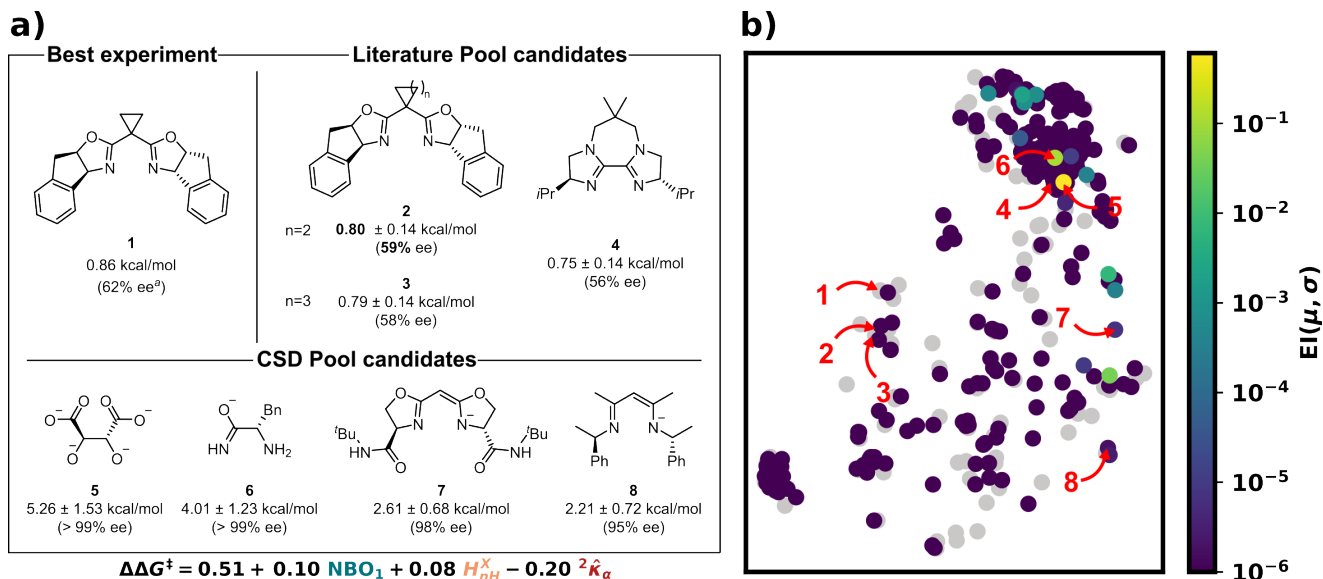 a)
Best experiment
Literature Pool candidates
O
O
N
N
1
0.86 kcal/mol
(62% eeᵃ)
( )n
O
O
N
N
2
n=2 0.80 ± 0.14 kcal/mol
(59% ee)
3
n=3 0.79 ± 0.14 kcal/mol
(58% ee)
N
N
N
N
iPr
iPr
4
0.75 ± 0.14 kcal/mol
(56% ee)
CSD Pool candidates
O
O
⁻O
O⁻
⁻O
O⁻
5
5.26 ± 1.53 kcal/mol
(> 99% ee)
⁻O
Bn
HN
NH₂
6
4.01 ± 1.23 kcal/mol
(> 99% ee)
O
O
N
N⁻
ᵗBu
ᵗBu
NH
HN
O
O
7
2.61 ± 0.68 kcal/mol
(98% ee)
N
N⁻
Ph
Ph
8
2.21 ± 0.72 kcal/mol
(95% ee)
ΔΔG‡ = 0.51 + 0.10 NBO₁ + 0.08 H^X_nH − 0.20 ²κ̂_α
b)
6
4
5
1
2
3
7
8
10⁻¹
10⁻²
10⁻³
10⁻⁴
10⁻⁵
10⁻⁶
EI(μ, σ)